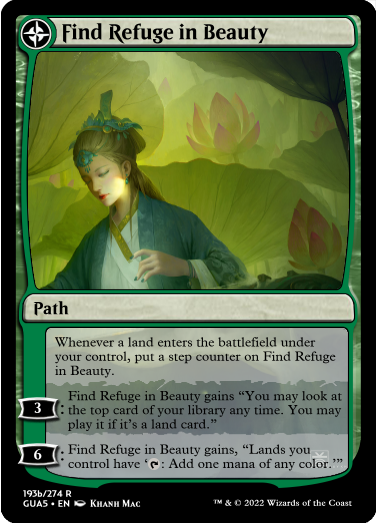 Find Refuge in Beauty
Path
Whenever a land enters the battlefield under
your control, put a step counter on Find Refuge
in Beauty.
3 : Find Refuge in Beauty gains “You may look at
the top card of your library any time. You may
play it if it's a land card.”
6 : Find Refuge in Beauty gains, “Lands you
control have ‘: Add one mana of any color.’”
193b/274 R
GUA5 • EN Khanh Mac
™ & © 2022 Wizards of the Coast